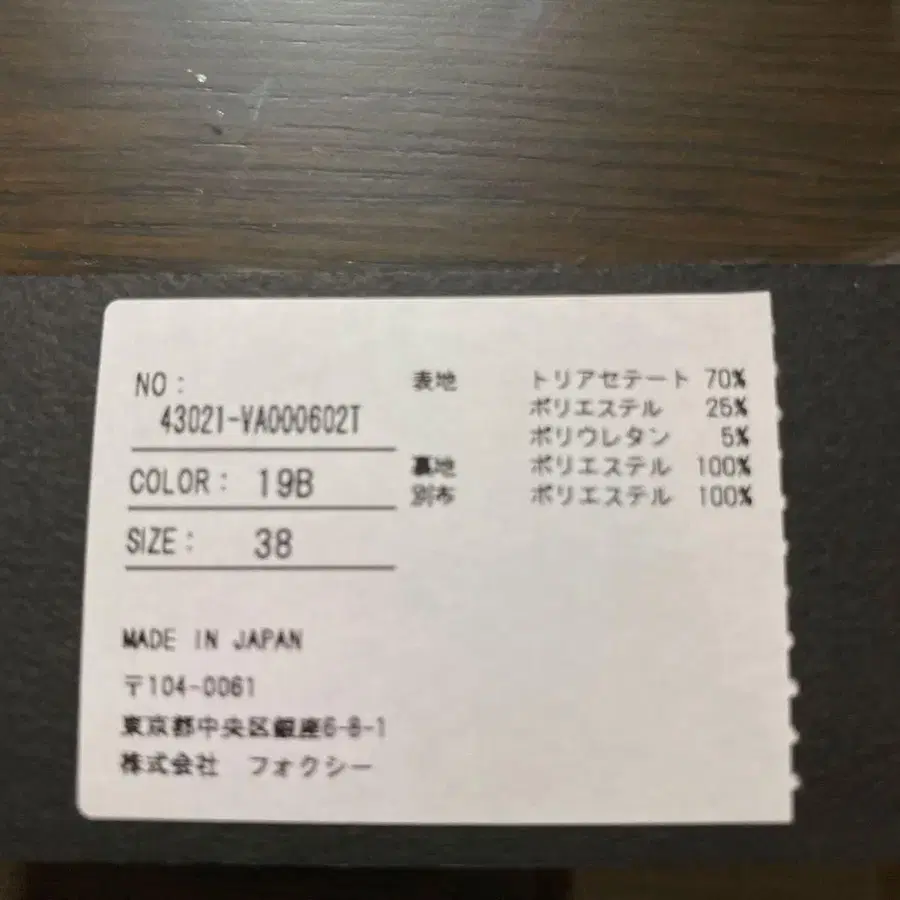 NO:
43021-VA000602T
COLOR: 19B
SIZE: 38
表地 トリアセテート 70%
ポリエステル 25%
ポリウレタン 5%
裏地 ポリエステル 100%
別布 ポリエステル 100%
MADE IN JAPAN
〒104-0061
東京都中央区銀座6-8-1
株式会社 フォクシー